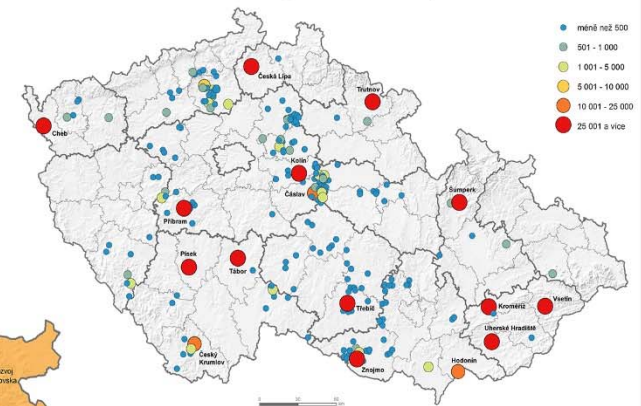 méně než 500
501 - 1 000
1 001 - 5 000
5 001 - 10 000
10 001 - 25 000
25 001 a více
Česká Lípa
Trutnov
Cheb
Kolín
Čáslav
Šumperk
Příbram
Písek
Tábor
Třebíč
Kroměříž
Vsetín
Uherské Hradiště
Český
Krumlov
Znojmo
Hodonín
zvoj
ovska